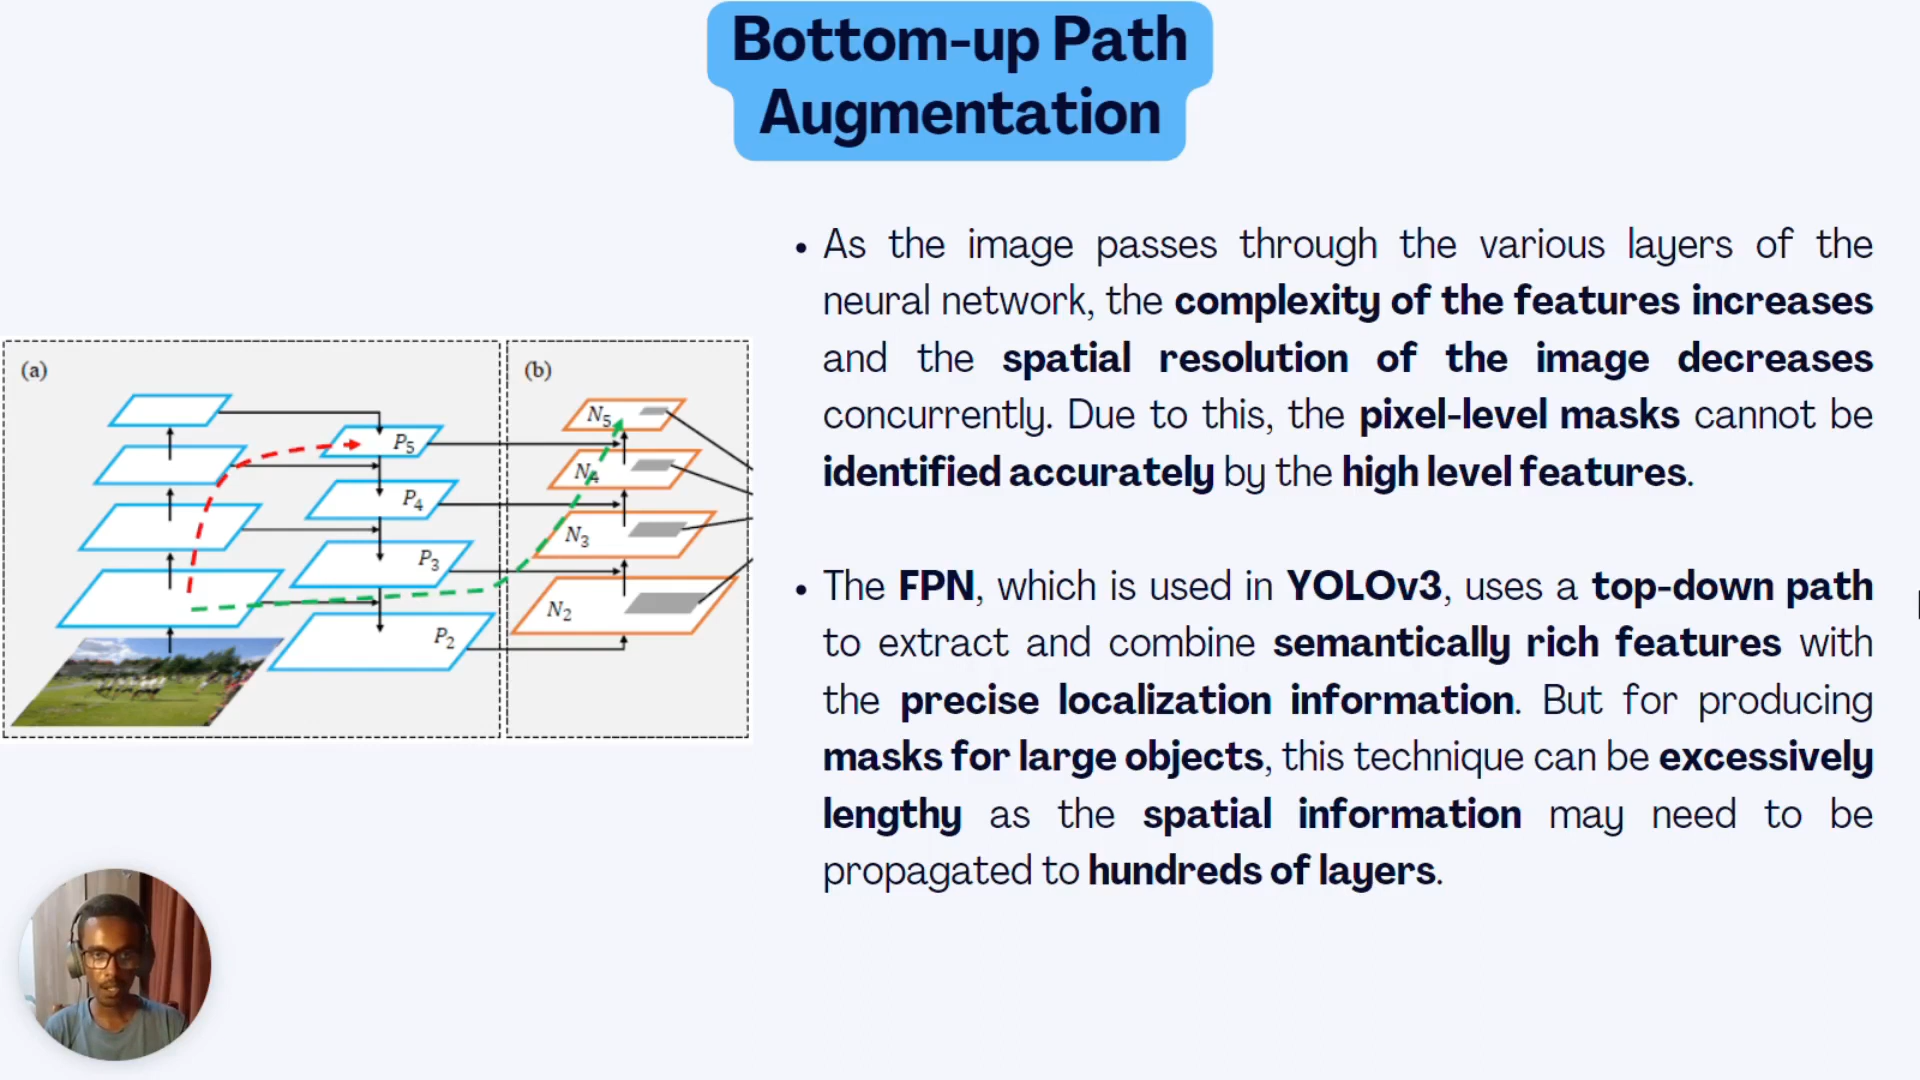 Bottom-up Path
Augmentation
• As the image passes through the various layers of the
neural network, the complexity of the features increases
and the spatial resolution of the image decreases
concurrently. Due to this, the pixel-level masks cannot be
identified accurately by the high level features.
• The FPN, which is used in YOLOv3, uses a top-down path
to extract and combine semantically rich features with
the precise localization information. But for producing
masks for large objects, this technique can be excessively
lengthy as the spatial information may need to be
propagated to hundreds of layers.
(a)
P5
P4
P3
P2
(b)
N5
N4
N3
N2